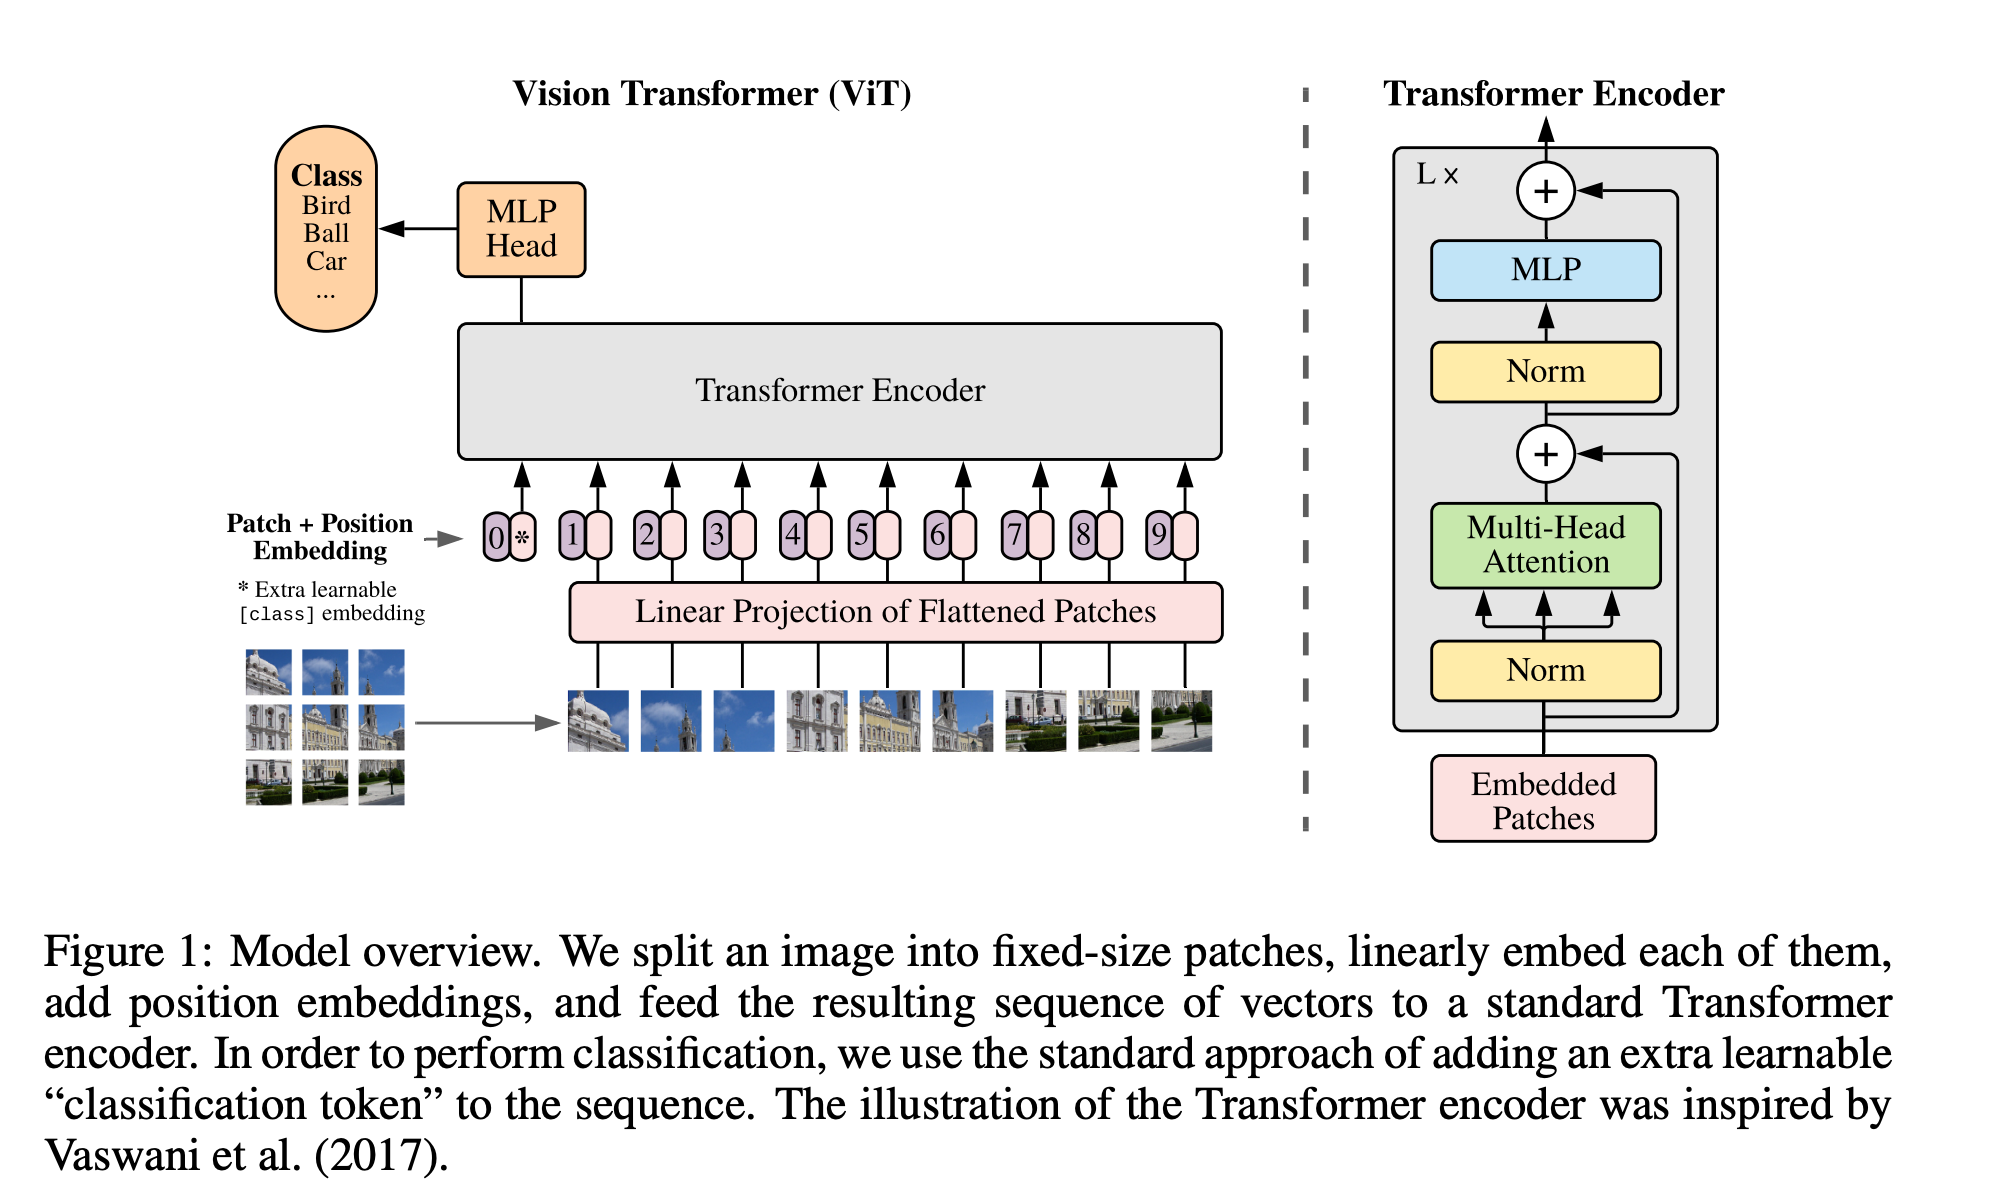 Vision Transformer (ViT)
Class
Bird
Ball
Car
...
MLP
Head
Transformer Encoder
Patch + Position
Embedding
* Extra learnable
[class] embedding
0 * 1 2 3 4 5 6 7 8 9
Linear Projection of Flattened Patches
Transformer Encoder
L ×
+
MLP
Norm
+
Multi-Head
Attention
Norm
Embedded
Patches
Figure 1: Model overview. We split an image into fixed-size patches, linearly embed each of them,
add position embeddings, and feed the resulting sequence of vectors to a standard Transformer
encoder. In order to perform classification, we use the standard approach of adding an extra learnable
“classification token” to the sequence. The illustration of the Transformer encoder was inspired by
Vaswani et al. (2017).